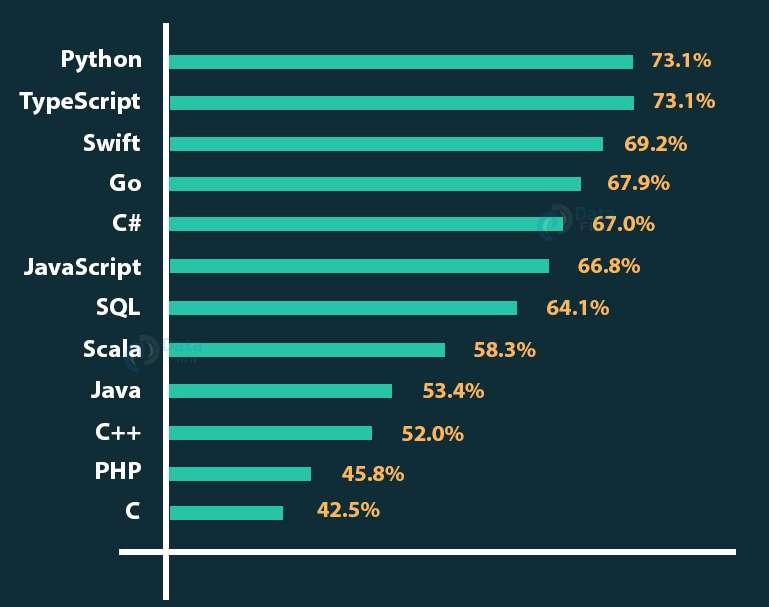 Python 73.1%
TypeScript 73.1%
Swift 69.2%
Go 67.9%
C# 67.0%
JavaScript 66.8%
SQL 64.1%
Scala 58.3%
Java 53.4%
C++ 52.0%
PHP 45.8%
C 42.5%